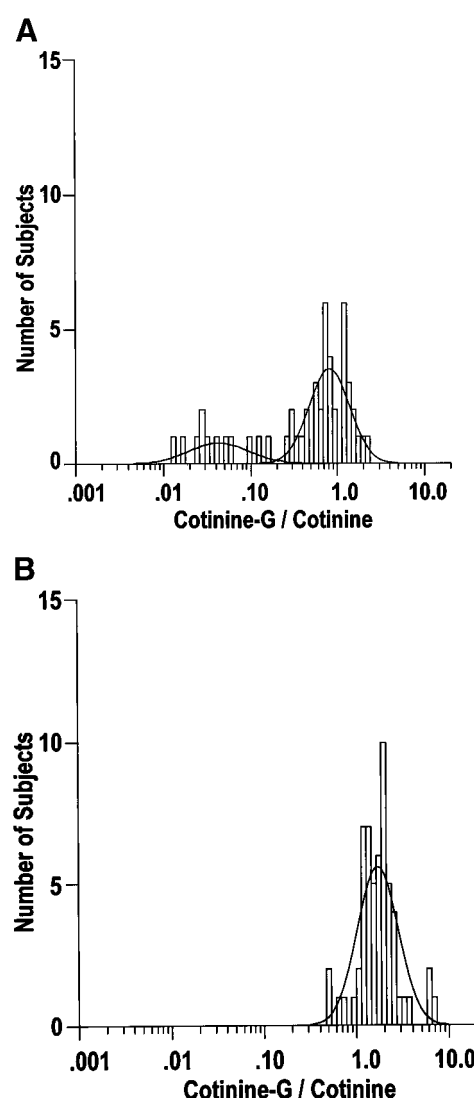 A
15
10
5
0
Number of Subjects
.001 .01 .10 1.0 10.0
Cotinine-G / Cotinine
B
15
10
5
0
Number of Subjects
.001 .01 .10 1.0 10.0
Cotinine-G / Cotinine